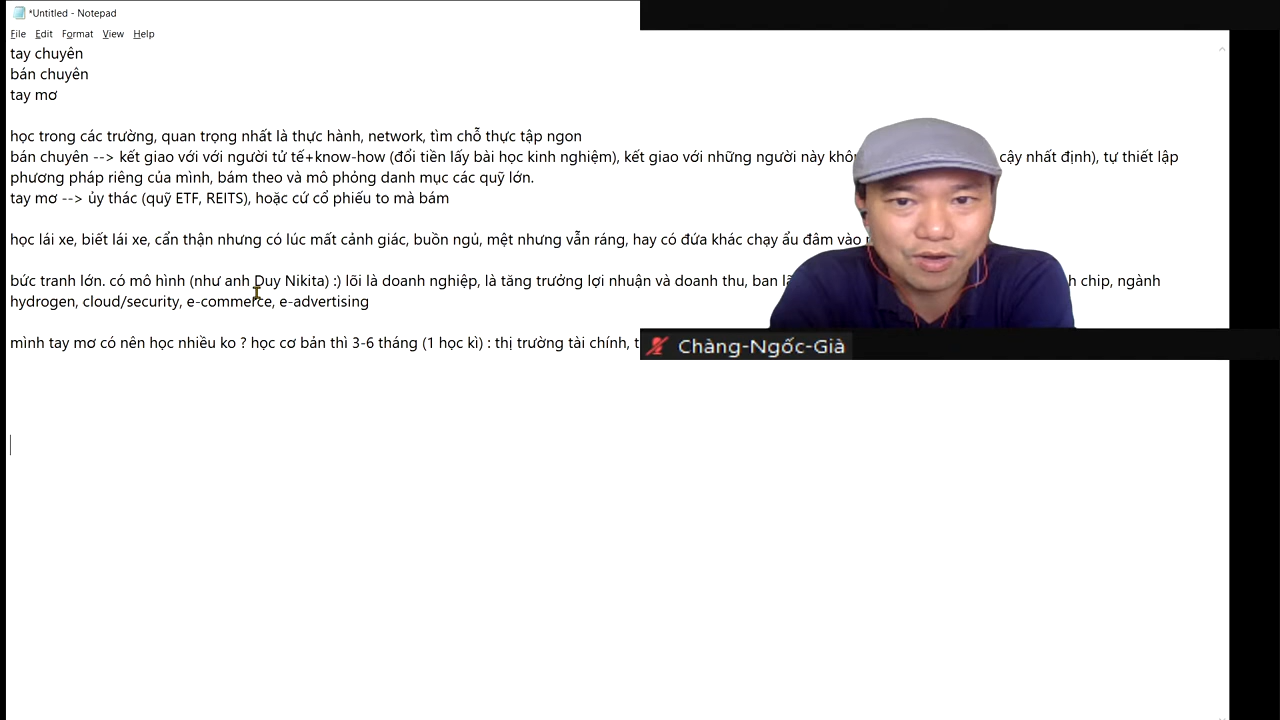 *Untitled - Notepad
File Edit Format View Help
tay chuyên
bán chuyên
tay mơ
học trong các trường, quan trọng nhất là thực hành, network, tìm chỗ thực tập ngon
bán chuyên --> kết giao với với người tử tế+know-how (đổi tiền lấy bài học kinh nghiệm), kết giao với những người này cậy nhất định), tự thiết lập
phương pháp riêng của mình, bám theo và mô phỏng danh mục các quỹ lớn.
tay mơ --> ủy thác (quỹ ETF, REITS), hoặc cứ cổ phiếu to mà bám
học lái xe, biết lái xe, cẩn thận nhưng có lúc mất cảnh giác, buồn ngủ, mệt nhưng vẫn ráng, hay có đứa khác chạy ẩu đâm vào
bức tranh lớn. có mô hình (như anh Duy Nikita) :) lõi là doanh nghiệp, là tăng trưởng lợi nhuận và doanh thu, ban chip, ngành
hydrogen, cloud/security, e-commerce, e-advertising
mình tay mơ có nên học nhiều ko ? học cơ bản thì 3-6 tháng (1 học kì) : thị trường tài chính,
Chàng-Ngốc-Già